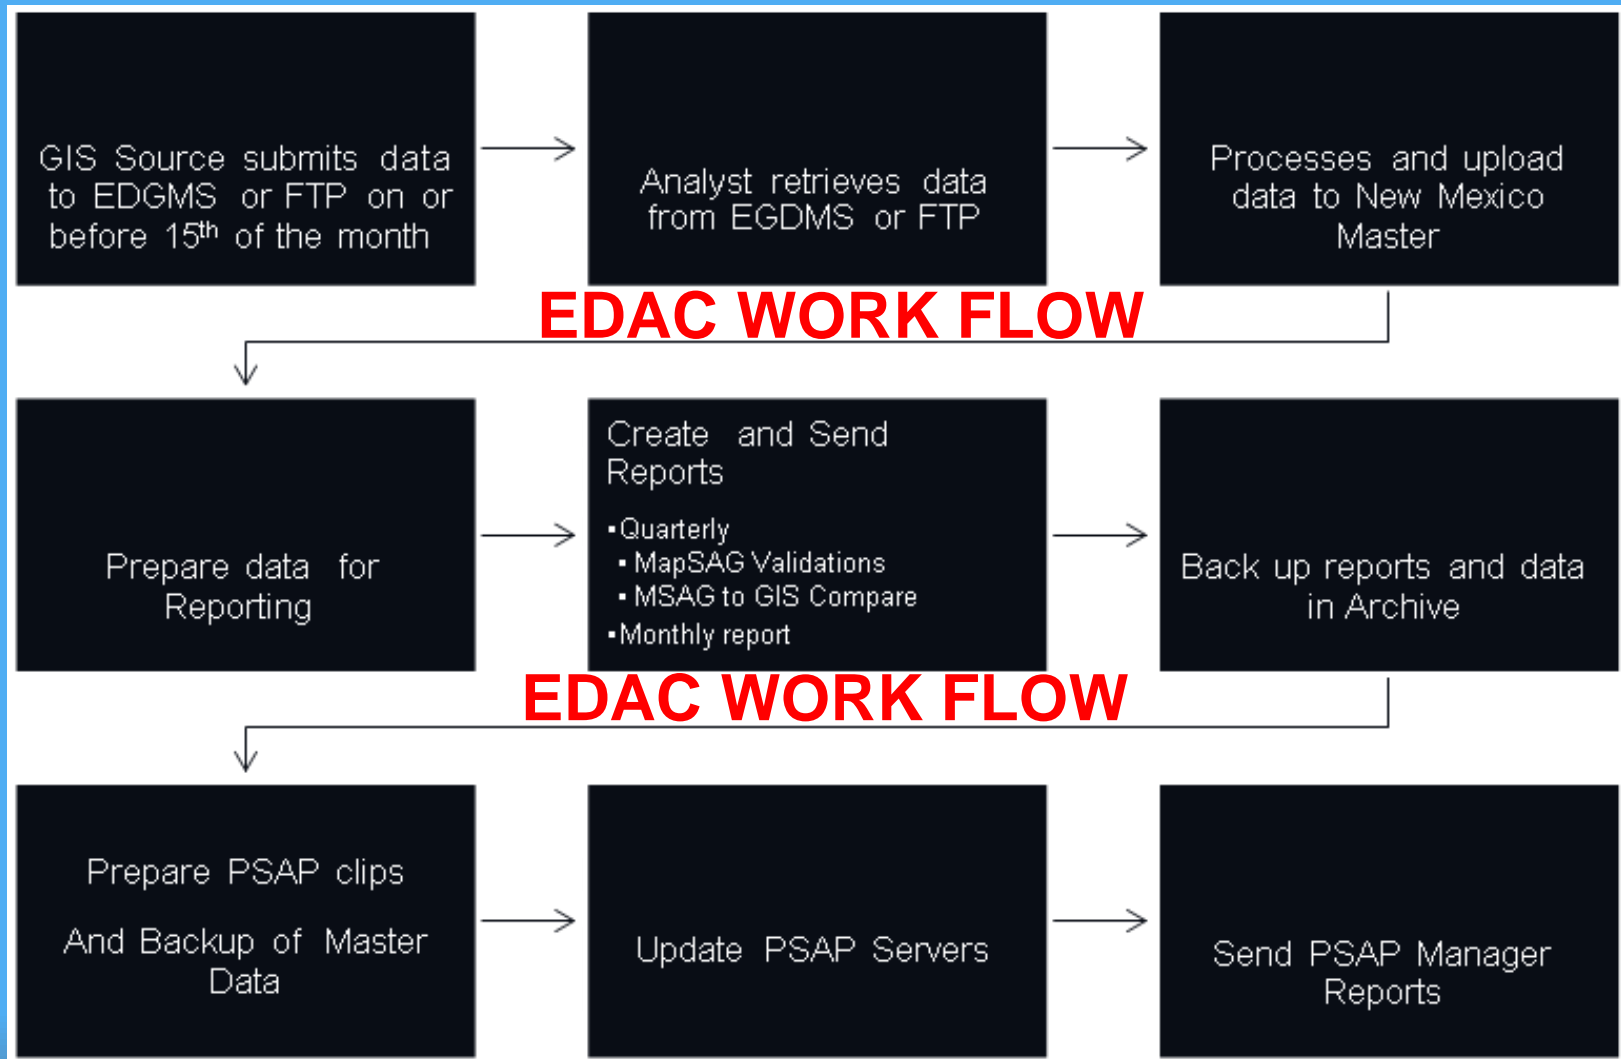 GIS Source submits data
to EDGMS or FTP on or
before 15th of the month
Analyst retrieves data
from EGDMS or FTP
Processes and upload
data to New Mexico
Master
EDAC WORK FLOW
Prepare data for
Reporting
Create and Send
Reports
▪Quarterly
▪ MapSAG Validations
▪ MSAG to GIS Compare
▪Monthly report
Back up reports and data
in Archive
EDAC WORK FLOW
Prepare PSAP clips
And Backup of Master
Data
Update PSAP Servers
Send PSAP Manager
Reports